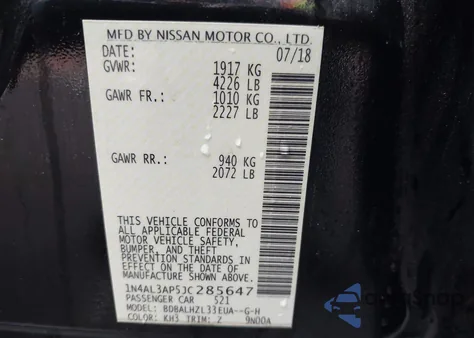 MFD BY NISSAN MOTOR CO., LTD.
DATE: 07/18
GVWR: 1917 KG
4226 LB
GAWR FR.: 1010 KG
2227 LB
GAWR RR.: 940 KG
2072 LB
THIS VEHICLE CONFORMS TO
ALL APPLICABLE FEDERAL
MOTOR VEHICLE SAFETY,
BUMPER, AND THEFT
PREVENTION STANDARDS IN
EFFECT ON THE DATE OF
MANUFACTURE SHOWN ABOVE.
1N4AL3AP5JC285647
PASSENGER CAR 521
MODEL: BDBALHZL33EUA--G-H
COLOR: KH3 TRIM: Z 9N00A